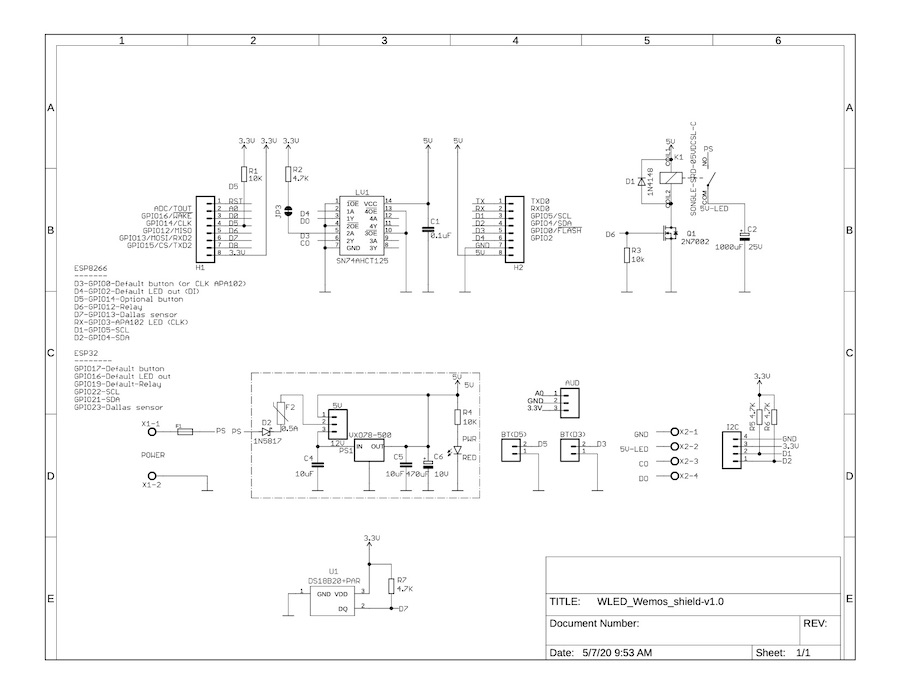 1 2 3 4 5 6
A A
B B
C C
D D
E E
3.3V 3.3V 3.3V
R1
10K
R2
4.7K
D5
JP3
D4
DO
D3
CO
ADC/TOUT
GPIO16/WAKE
GPIO14/CLK
GPIO12/MISO
GPIO13/MOSI/RXD2
GPIO15/CS/TXD2
1 RST
2 A0
3 D0
4 D5
5 D6
6 D7
7 D8
8 3.3V
H1
LV1
1 1OE VCC 14
2 1A 4OE 13
3 1Y 4A 12
4 2OE 4Y 11
5 2A 3OE 10
6 2Y 3A 9
7 GND 3Y 8
SN74AHCT125
5V
C1
0.1uF
5V
TX 1 TXD0
RX 2 RXD0
D1 3 GPIO5/SCL
D2 4 GPIO4/SDA
D3 5 GPIO0/FLASH
D4 6 GPIO2
GND 7
5V 8
H2
5V
K1
D1
1N4148
SONGLE-SRD-05VDCSL-C
PS
NO
COM
5V-LED
D6
R3
10k
Q1
2N7002
C2
1000uF 25V
ESP8266
-------
D3-GPIO0-Default button (or CLK APA102)
D4-GPIO2-Default LED out (DI)
D5-GPIO14-Optional button
D6-GPIO12-Relay
D7-GPIO13-Dallas sensor
RX-GPIO3-APA102 LED (CLK)
D1-GPIO5-SCL
D2-GPIO4-SDA
ESP32
--------
GPIO17-Default button
GPIO16-Default LED out
GPIO19-Default-Relay
GPIO22-SCL
GPIO21-SDA
GPIO23-Dallas sensor
X1-1
F1
PS
POWER
X1-2
PS
D2
1N5817
F2
0.5A
5V
1
2
3
12V
VXO78-500
PS1
IN OUT
C4
10uF
C5
10uF
C6
470uF 10V
5V
5V
R4
10K
PWR
RED
AUD
A0 1
GND 2
3.3V 3
BT(D5)
2
1
D5
BT(D3)
2
1
D3
GND X2-1
5V-LED X2-2
CO X2-3
DO X2-4
3.3V
R5 4.7K
R6 4.7K
I2C
4 GND
3 3.3V
2 D1
1 D2
3.3V
U1
DS18B20+PAR
1 GND VDD 3
DQ 2
R7
4.7K
D7
TITLE: WLED_Wemos_shield-v1.0
Document Number:
REV:
Date: 5/7/20 9:53 AM
Sheet: 1/1